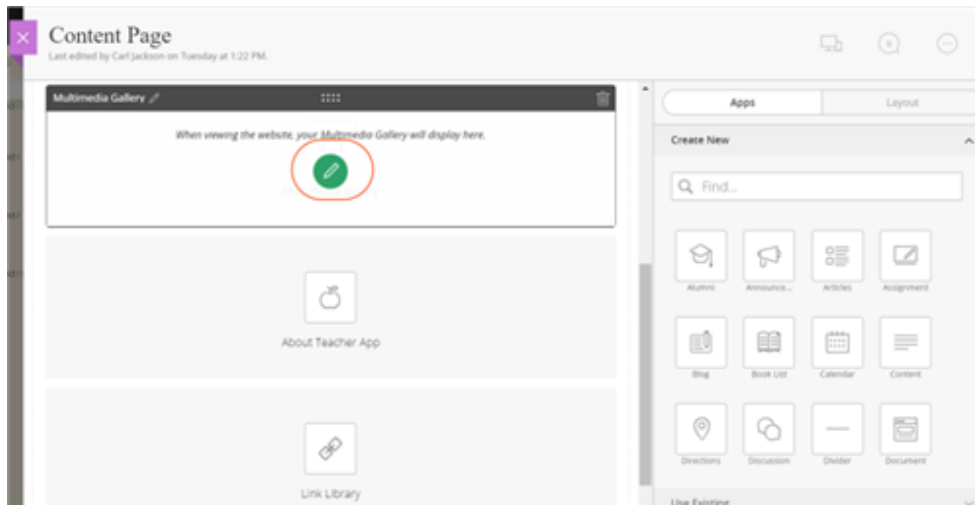 Content Page
Last edited by Carl Jackson on Tuesday at 1:22 PM.
Multimedia Gallery
When viewing the website, your Multimedia Gallery will display here.
About Teacher App
Link Library
Apps
Layout
Create New
Find...
Alumni
Announce...
Articles
Assignment
Blog
Book List
Calendar
Content
Directions
Discussion
Divider
Document
Use Existing